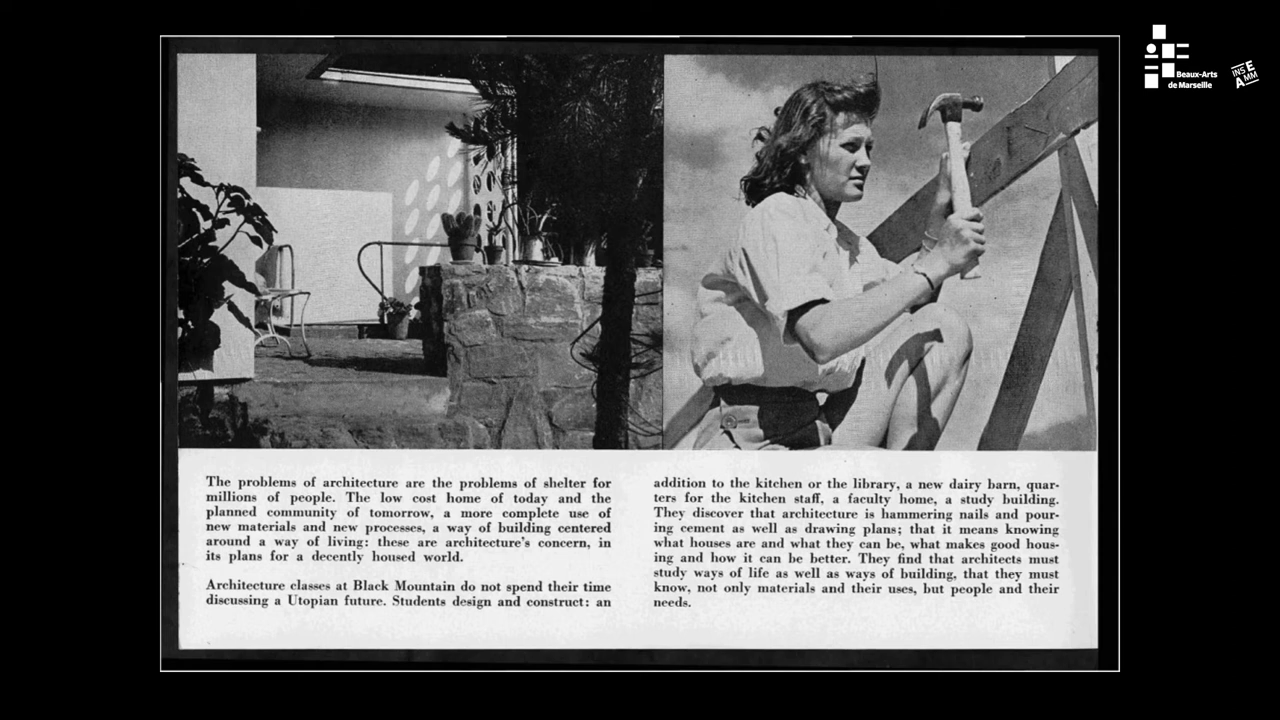 Beaux-Arts
de Marseille
INS E
A MM
The problems of architecture are the problems of shelter for
millions of people. The low cost home of today and the
planned community of tomorrow, a more complete use of
new materials and new processes, a way of building centered
around a way of living: these are architecture's concern, in
its plans for a decently housed world.
Architecture classes at Black Mountain do not spend their time
discussing a Utopian future. Students design and construct: an
addition to the kitchen or the library, a new dairy barn, quar-
ters for the kitchen staff, a faculty home, a study building.
They discover that architecture is hammering nails and pour-
ing cement as well as drawing plans; that it means knowing
what houses are and what they can be, what makes good hous-
ing and how it can be better. They find that architects must
study ways of life as well as ways of building, that they must
know, not only materials and their uses, but people and their
needs.